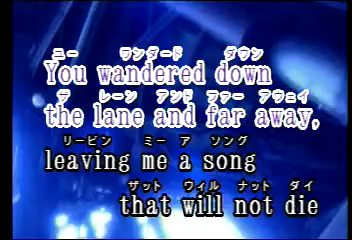 ユー ワンダード ダウン
You wandered down
ザ レーン アンド ファー アウェイ
the lane and far away,
リービン ミー ア ソング
leaving me a song
ザット ウィル ナット ダイ
that will not die